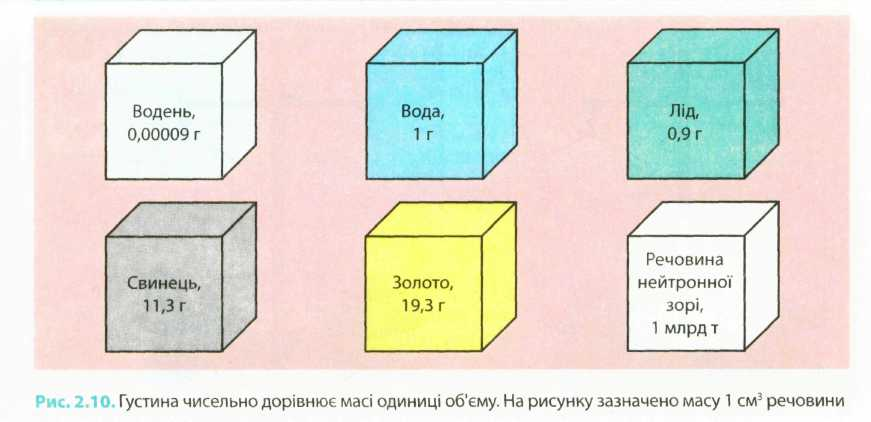 Водень,
0,00009 г
Вода,
1 г
Лід,
0,9 г
Свинець,
11,3 г
Золото,
19,3 г
Речовина
нейтронної
зорі,
1 млрд т
Рис. 2.10. Густина чисельно дорівнює масі одиниці об'єму. На рисунку зазначено масу 1 см³ речовини